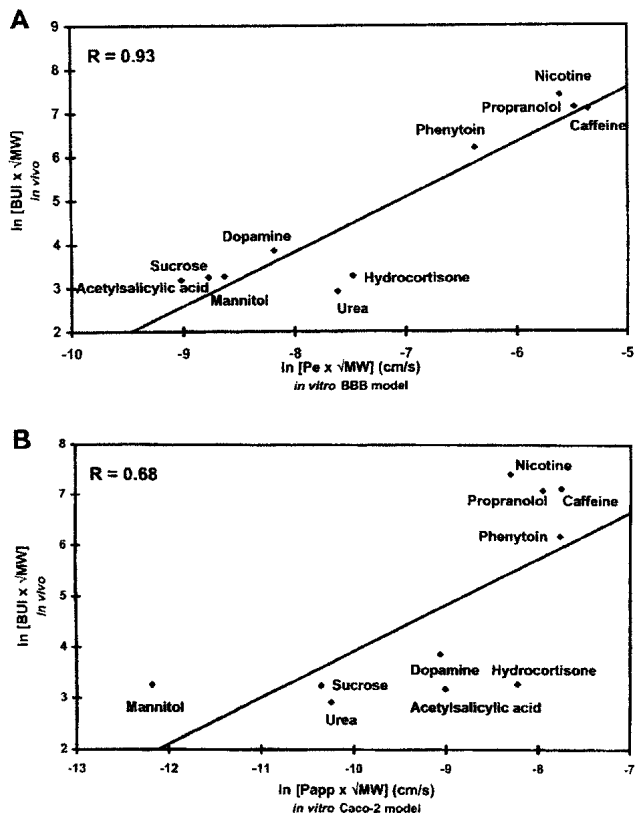 A
R = 0.93
ln [BUI x √MW]
in vivo
9
8
7
6
5
4
3
2
Nicotine
Propranolol
Caffeine
Phenytoin
Dopamine
Sucrose
Acetylsalicylic acid
Mannitol
Hydrocortisone
Urea
-10
-9
-8
-7
-6
-5
ln [Pe x √MW] (cm/s)
in vitro BBB model
B
R = 0.68
ln [BUI x √MW]
in vivo
8
7
6
5
4
3
2
Nicotine
Propranolol
Caffeine
Phenytoin
Dopamine
Hydrocortisone
Mannitol
Sucrose
Urea
Acetylsalicylic acid
-13
-12
-11
-10
-9
-8
-7
ln [Papp x √MW] (cm/s)
in vitro Caco-2 model